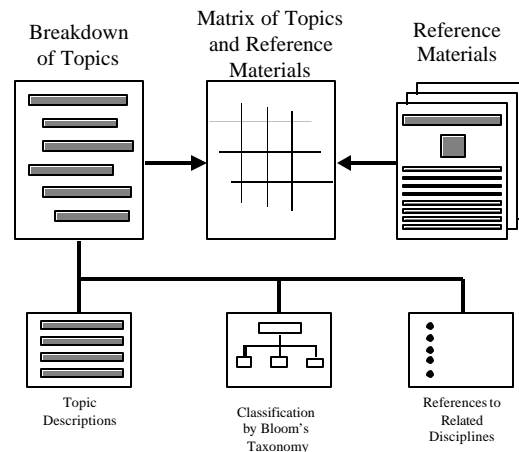 Breakdown
of Topics
Matrix of Topics
and Reference
Materials
Reference
Materials
Topic
Descriptions
Classification
by Bloom's
Taxonomy
References to
Related
Disciplines